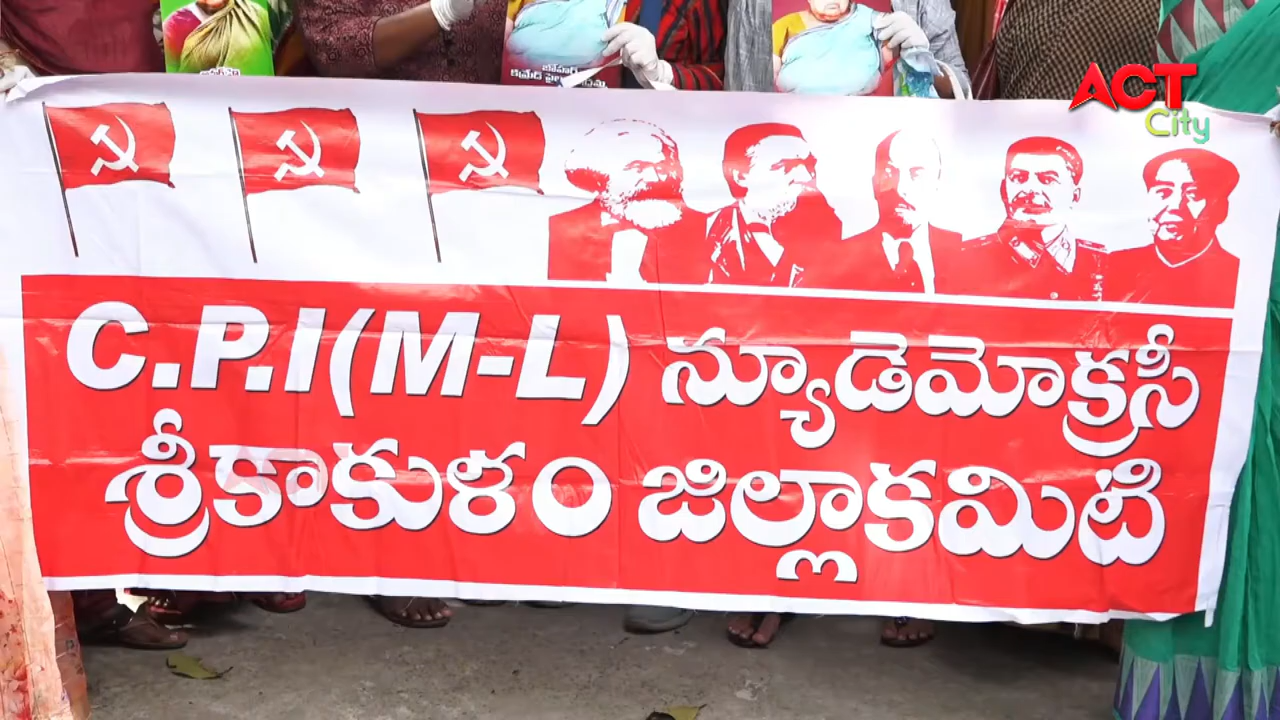 జోహార్
ACT
City
C.P.I(M-L) న్యూడెమోక్రసీ
శ్రీకాకుళం జిల్లాకమిటి